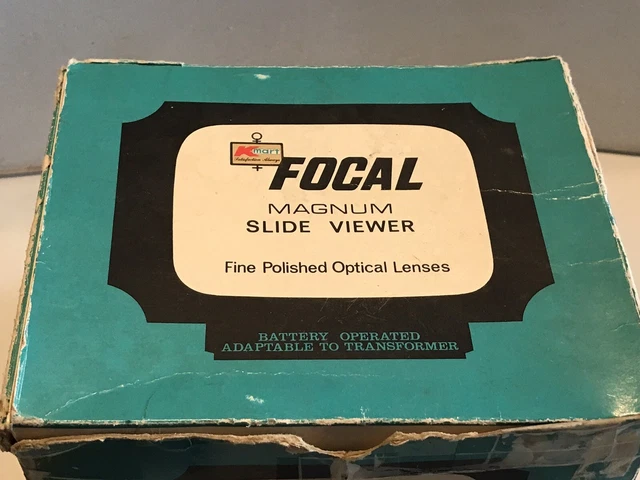 Kmart
Satisfaction Always
FOCAL
MAGNUM
SLIDE VIEWER
Fine Polished Optical Lenses
BATTERY OPERATED
ADAPTABLE TO TRANSFORMER